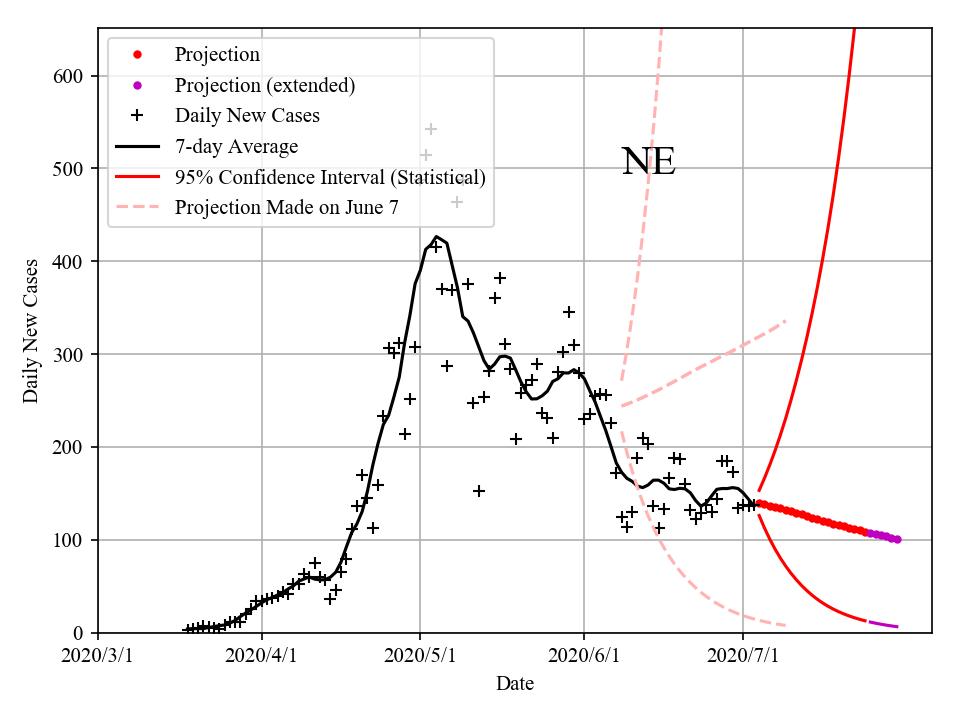 Projection
Projection (extended)
Daily New Cases
7-day Average
95% Confidence Interval (Statistical)
Projection Made on June 7
NE
600
500
400
300
200
100
0
Daily New Cases
2020/3/1 2020/4/1 2020/5/1 2020/6/1 2020/7/1
Date